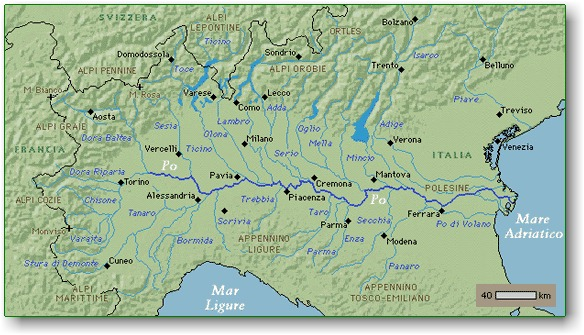 SVIZZERA
ALPI
LEPONTINE
Ticino
Bolzano
ORTLES
Isarco
Domodossola
Sondrio
Belluno
Toce
ALPI OROBIE
Trento
ALPI PENNINE
M. Bianco
M. Rosa
Varese
Lecco
Como
Adda
Piave
Treviso
Aosta
Lambro
Olona
Oglio
Adige
ALPI GRAIE
Dora Baltea
Sesia
Ticino
Milano
Mella
Verona
Venezia
FRANCIA
Vercelli
Serio
Mincio
ITALIA
Po
Dora Riparia
Torino
Pavia
Cremona
Mantova
POLESINE
ALPI COZIE
Chisone
Alessandria
Trebbia
Piacenza
Po
Tanaro
Scrivia
Taro
Secchia
Ferrara
Po di Volano
Mare
Adriatico
Monviso
Varaita
Bormida
APPENNINO
LIGURE
Parma
Enza
Modena
Stura di Demonte
Cuneo
Parma
Panaro
ALPI
MARITTIME
Mar
Ligure
APPENNINO
TOSCO-EMILIANO
40 km